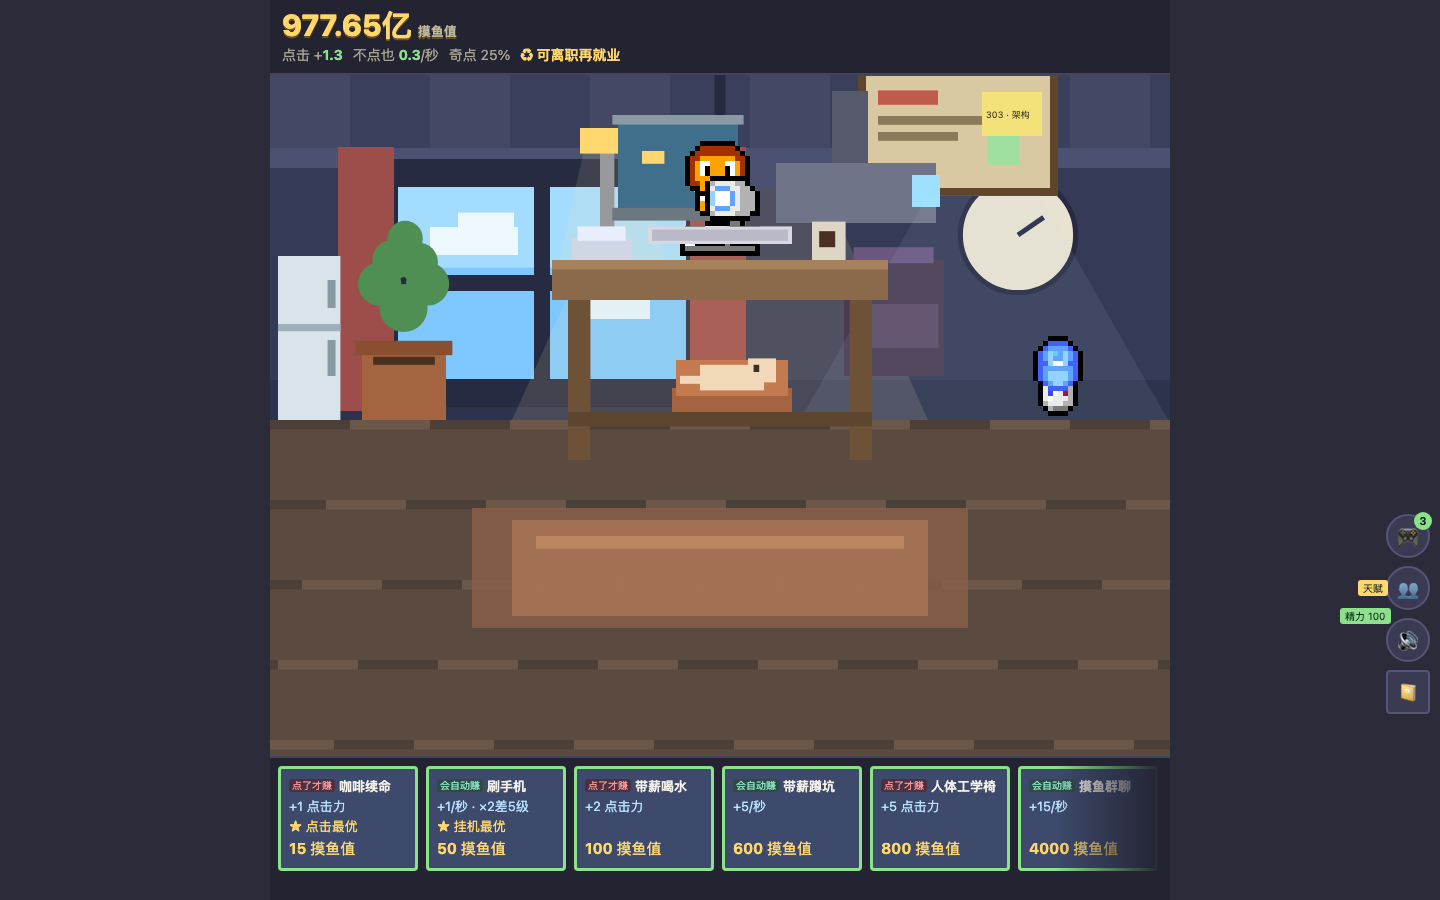 977.65亿 摸鱼值
点击 +1.3 不点也 0.3/秒 奇点 25% ♻ 可离职再就业
303 · 架构
3
天赋
精力 100
点了才赚 咖啡续命
+1 点击力
★ 点击最优
15 摸鱼值
会自动赚 刷手机
+1/秒 · ×2差5级
★ 挂机最优
50 摸鱼值
点了才赚 带薪喝水
+2 点击力
100 摸鱼值
会自动赚 带薪蹲坑
+5/秒
600 摸鱼值
点了才赚 人体工学椅
+5 点击力
800 摸鱼值
会自动赚 摸鱼群聊
+15/秒
4000 摸鱼值